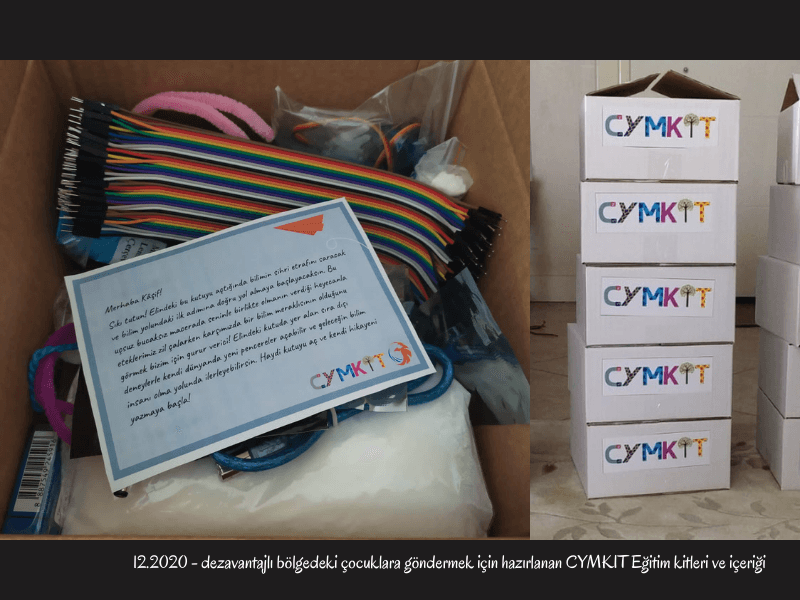 Merhaba Kâşif!
Sıkı tutun! Elindeki bu kutuyu açtığında bilimin sihri etrafını saracak
ve bilim yolundaki ilk adımına doğru yol almaya başlayacaksın. Bu
uçsuz bucaksız macerada seninle birlikte olmanın verdiği heyecanla
eteklerimiz zil çalarken karşımızda bir bilim meraklısının olduğunu
görmek bizim için gurur verici! Elindeki kutuda yer alan sıra dışı
deneylerle kendi dünyanda yeni pencereler açabilir ve geleceğin bilim
insanı olma yolunda ilerleyebilirsin. Haydi kutuyu aç ve kendi hikayeni
yazmaya başla!
CYMKIT
CYMKIT
CYMKIT
CYMKIT
CYMKIT
CYMKIT
12.2020 - dezavantajlı bölgedeki çocuklara göndermek için hazırlanan CYMKIT Eğitim kitleri ve içeriği